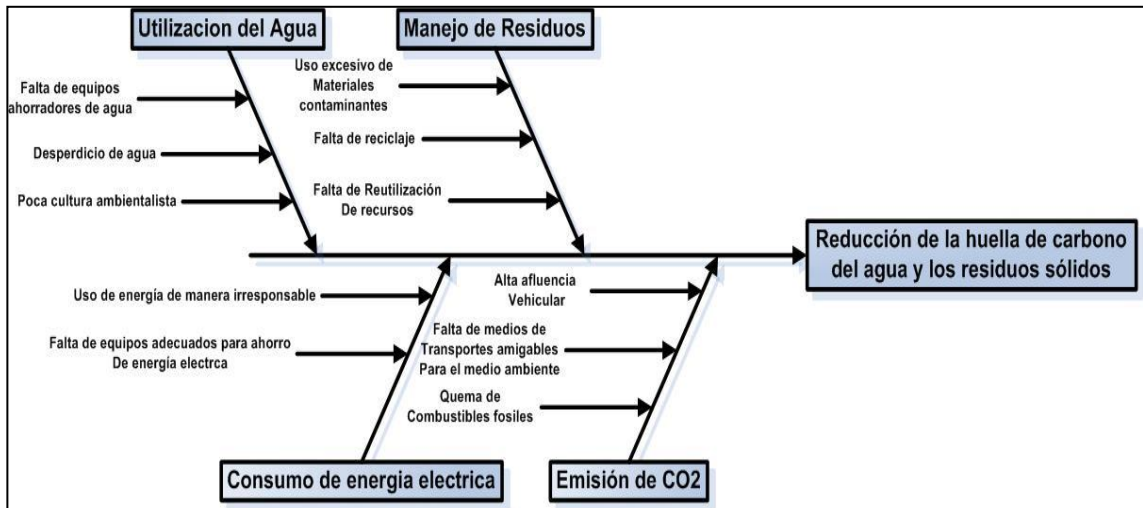 Utilizacion del Agua
Manejo de Residuos
Falta de equipos
ahorradores de agua
Desperdicio de agua
Poca cultura ambientalista
Uso excesivo de
Materiales
contaminantes
Falta de reciclaje
Falta de Reutilización
De recursos
Reducción de la huella de carbono
del agua y los residuos sólidos
Uso de energía de manera irresponsable
Falta de equipos adecuados para ahorro
De energía electrca
Alta afluencia
Vehicular
Falta de medios de
Transportes amigables
Para el medio ambiente
Quema de
Combustibles fosiles
Consumo de energia electrica
Emisión de CO2